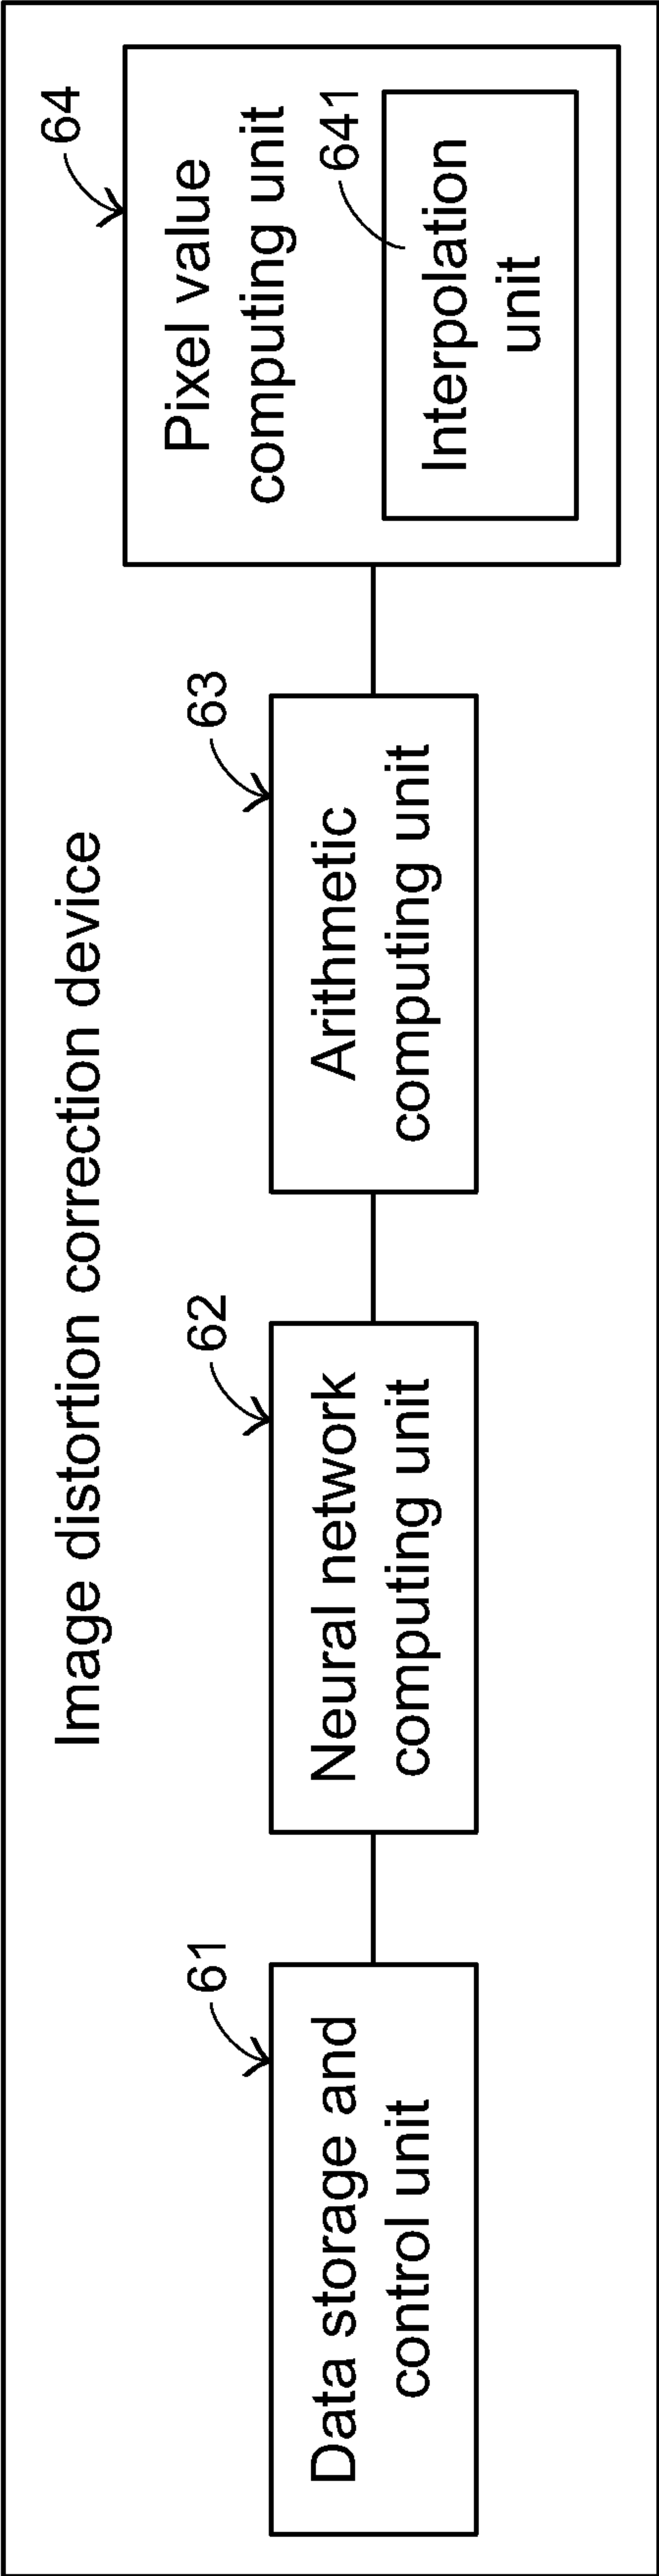 Image distortion correction device
61
Data storage and
control unit
62
Neural network
computing unit
63
Arithmetic
computing unit
64
Pixel value
computing unit
641
Interpolation
unit